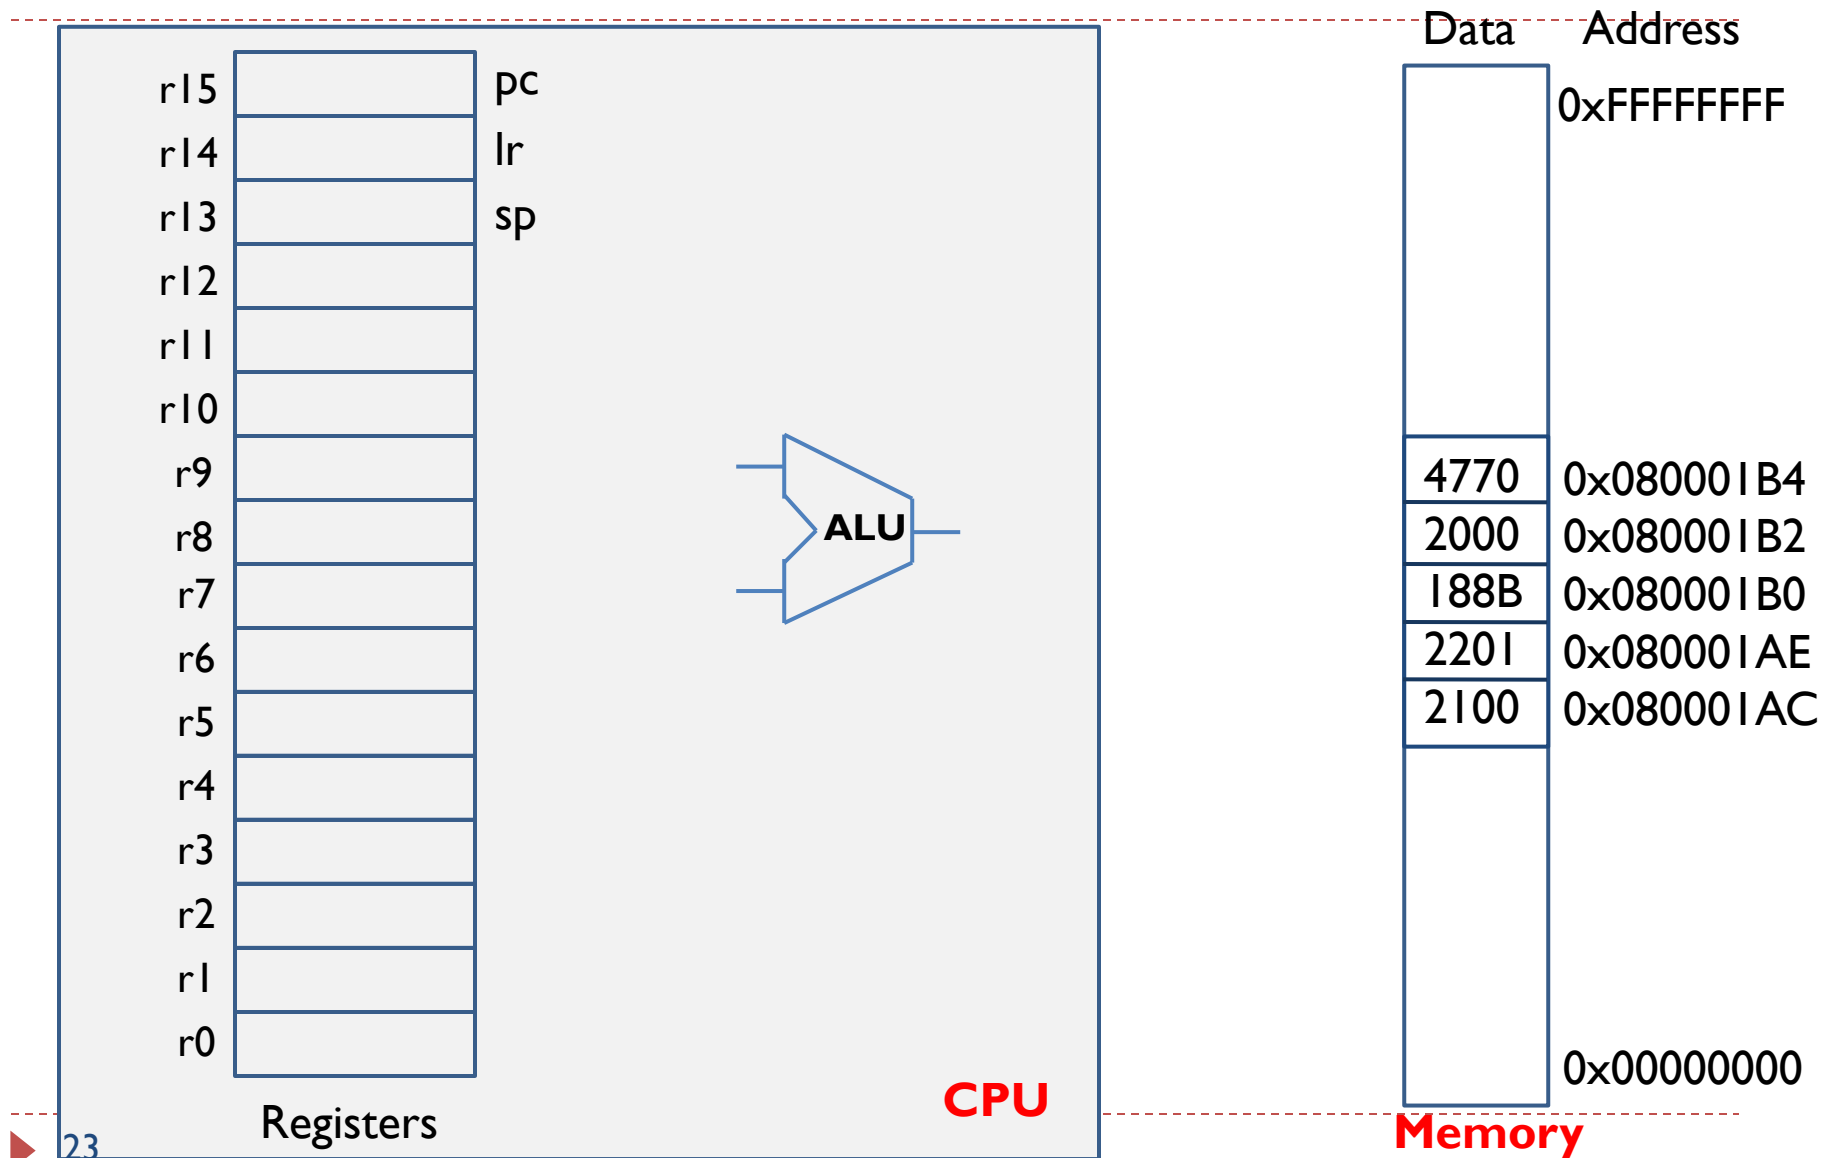 Data Address
r15 pc
0xFFFFFFFF
r14 lr
r13 sp
r12
r11
r10
r9
4770 0x080001B4
r8
ALU
2000 0x080001B2
r7
188B 0x080001B0
r6
2201 0x080001AE
r5
2100 0x080001AC
r4
r3
r2
r1
r0
0x00000000
CPU
Registers
Memory
23